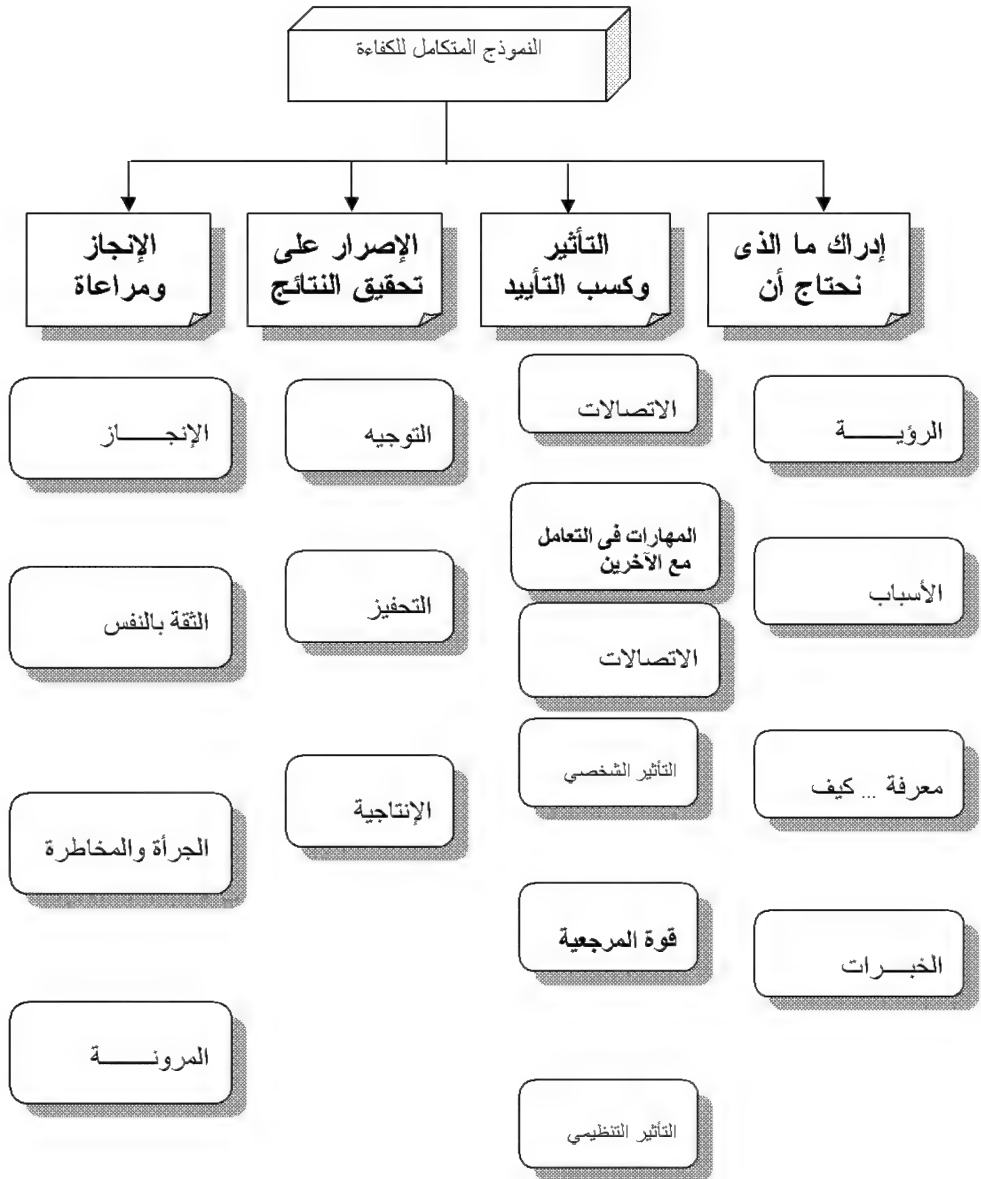 النموذج المتكامل للكفاءة
إدراك ما الذى
نحتاج أن
التأثير
وكسب التأييد
الإصرار على
تحقيق النتائج
الإنجاز
ومراعاة
الرؤيـــــة
الأسباب
معرفة ... كيف
الخبـــرات
الاتصالات
المهارات فى التعامل
مع الآخرين
الاتصالات
التأثير الشخصي
قوة المرجعية
التأثير التنظيمي
التوجيه
التحفيز
الإنتاجية
الإنجـــــاز
الثقة بالنفس
الجرأة والمخاطرة
المرونـــــــة